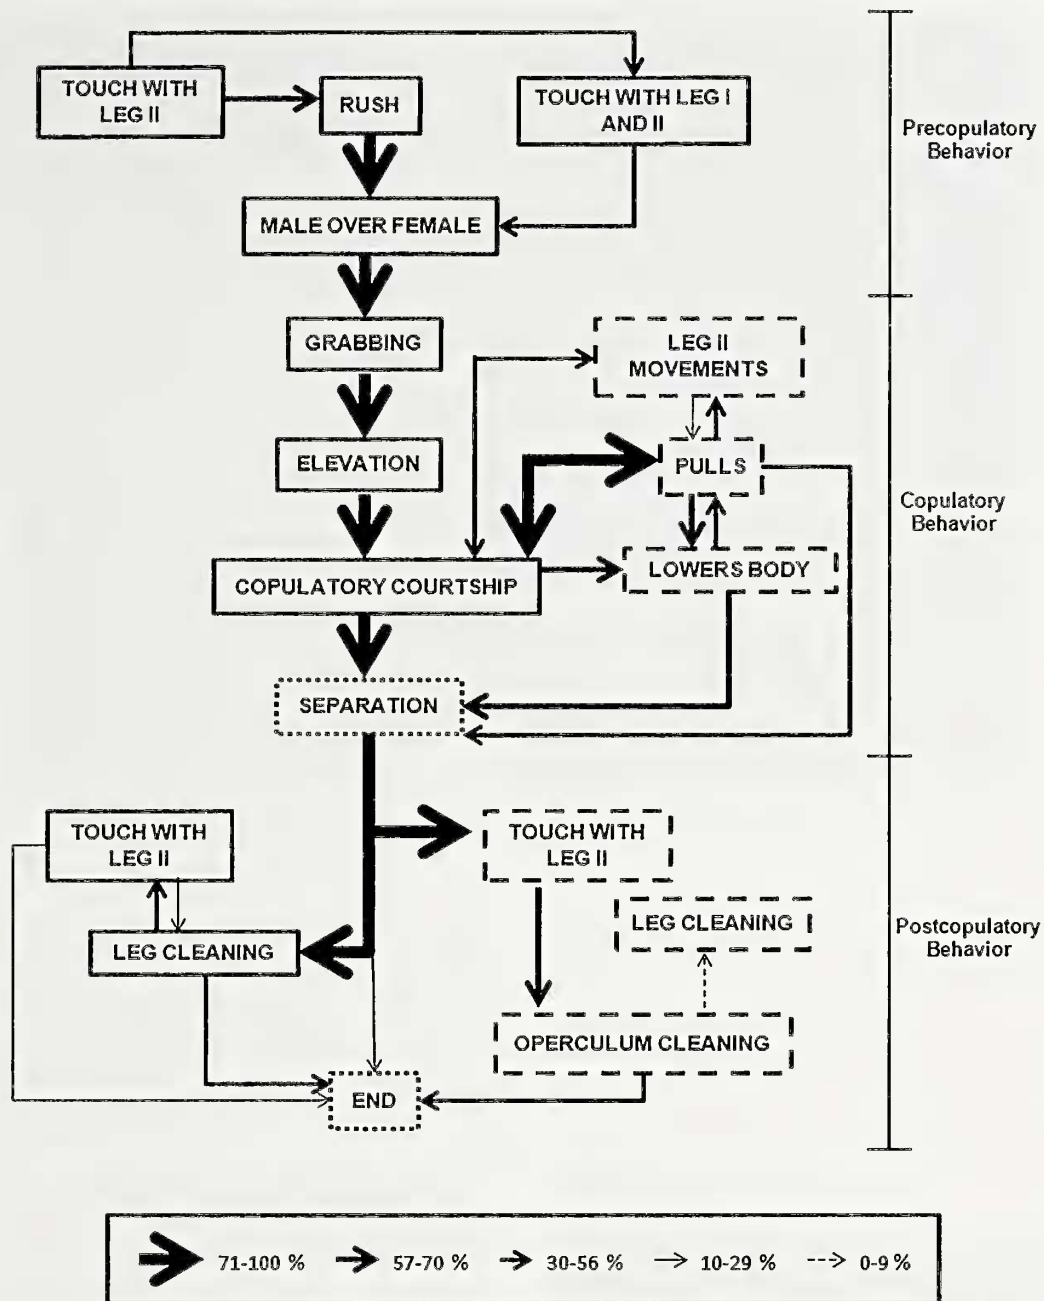 TOUCH WITH
LEG II
RUSH
TOUCH WITH LEG I
AND II
Precopulatory
Behavior
MALE OVER FEMALE
GRABBING
LEG II
MOVEMENTS
ELEVATION
PULLS
Copulatory
Behavior
COPULATORY COURTSHIP
LOWERS BODY
SEPARATION
TOUCH WITH
LEG II
TOUCH WITH
LEG II
LEG CLEANING
LEG CLEANING
Postcopulatory
Behavior
OPERCULUM CLEANING
END
71-100 % 57-70 % 30-56 % 10-29 % 0-9 %